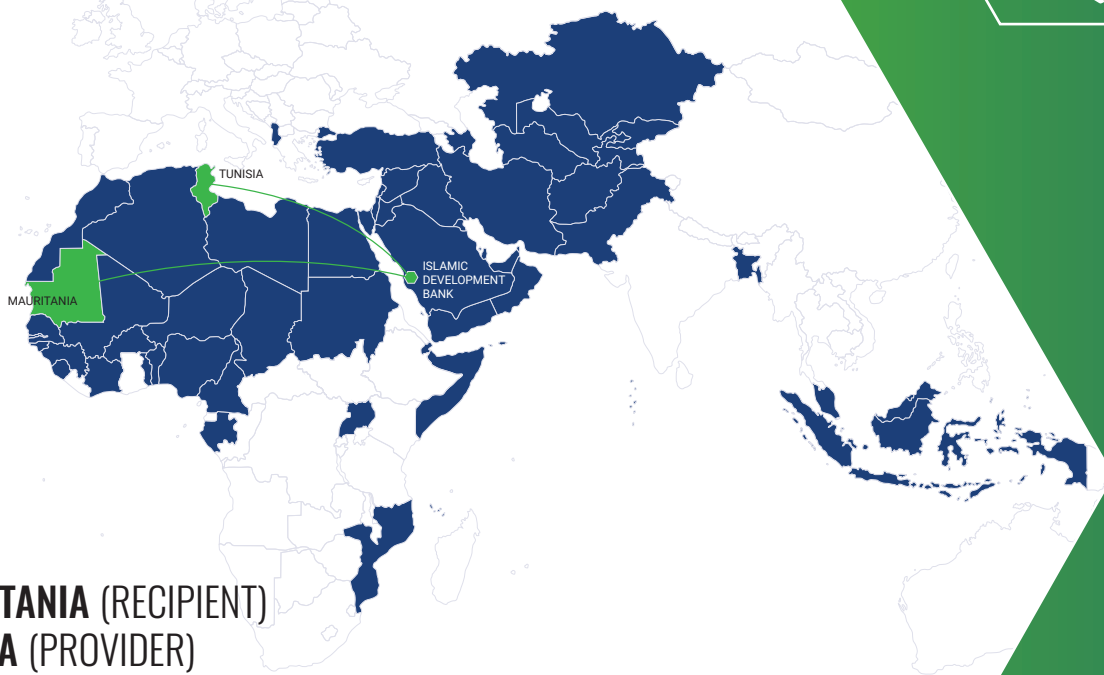 TUNISIA
ISLAMIC
DEVELOPMENT
BANK
MAURITANIA
TANIA (RECIPIENT)
A (PROVIDER)